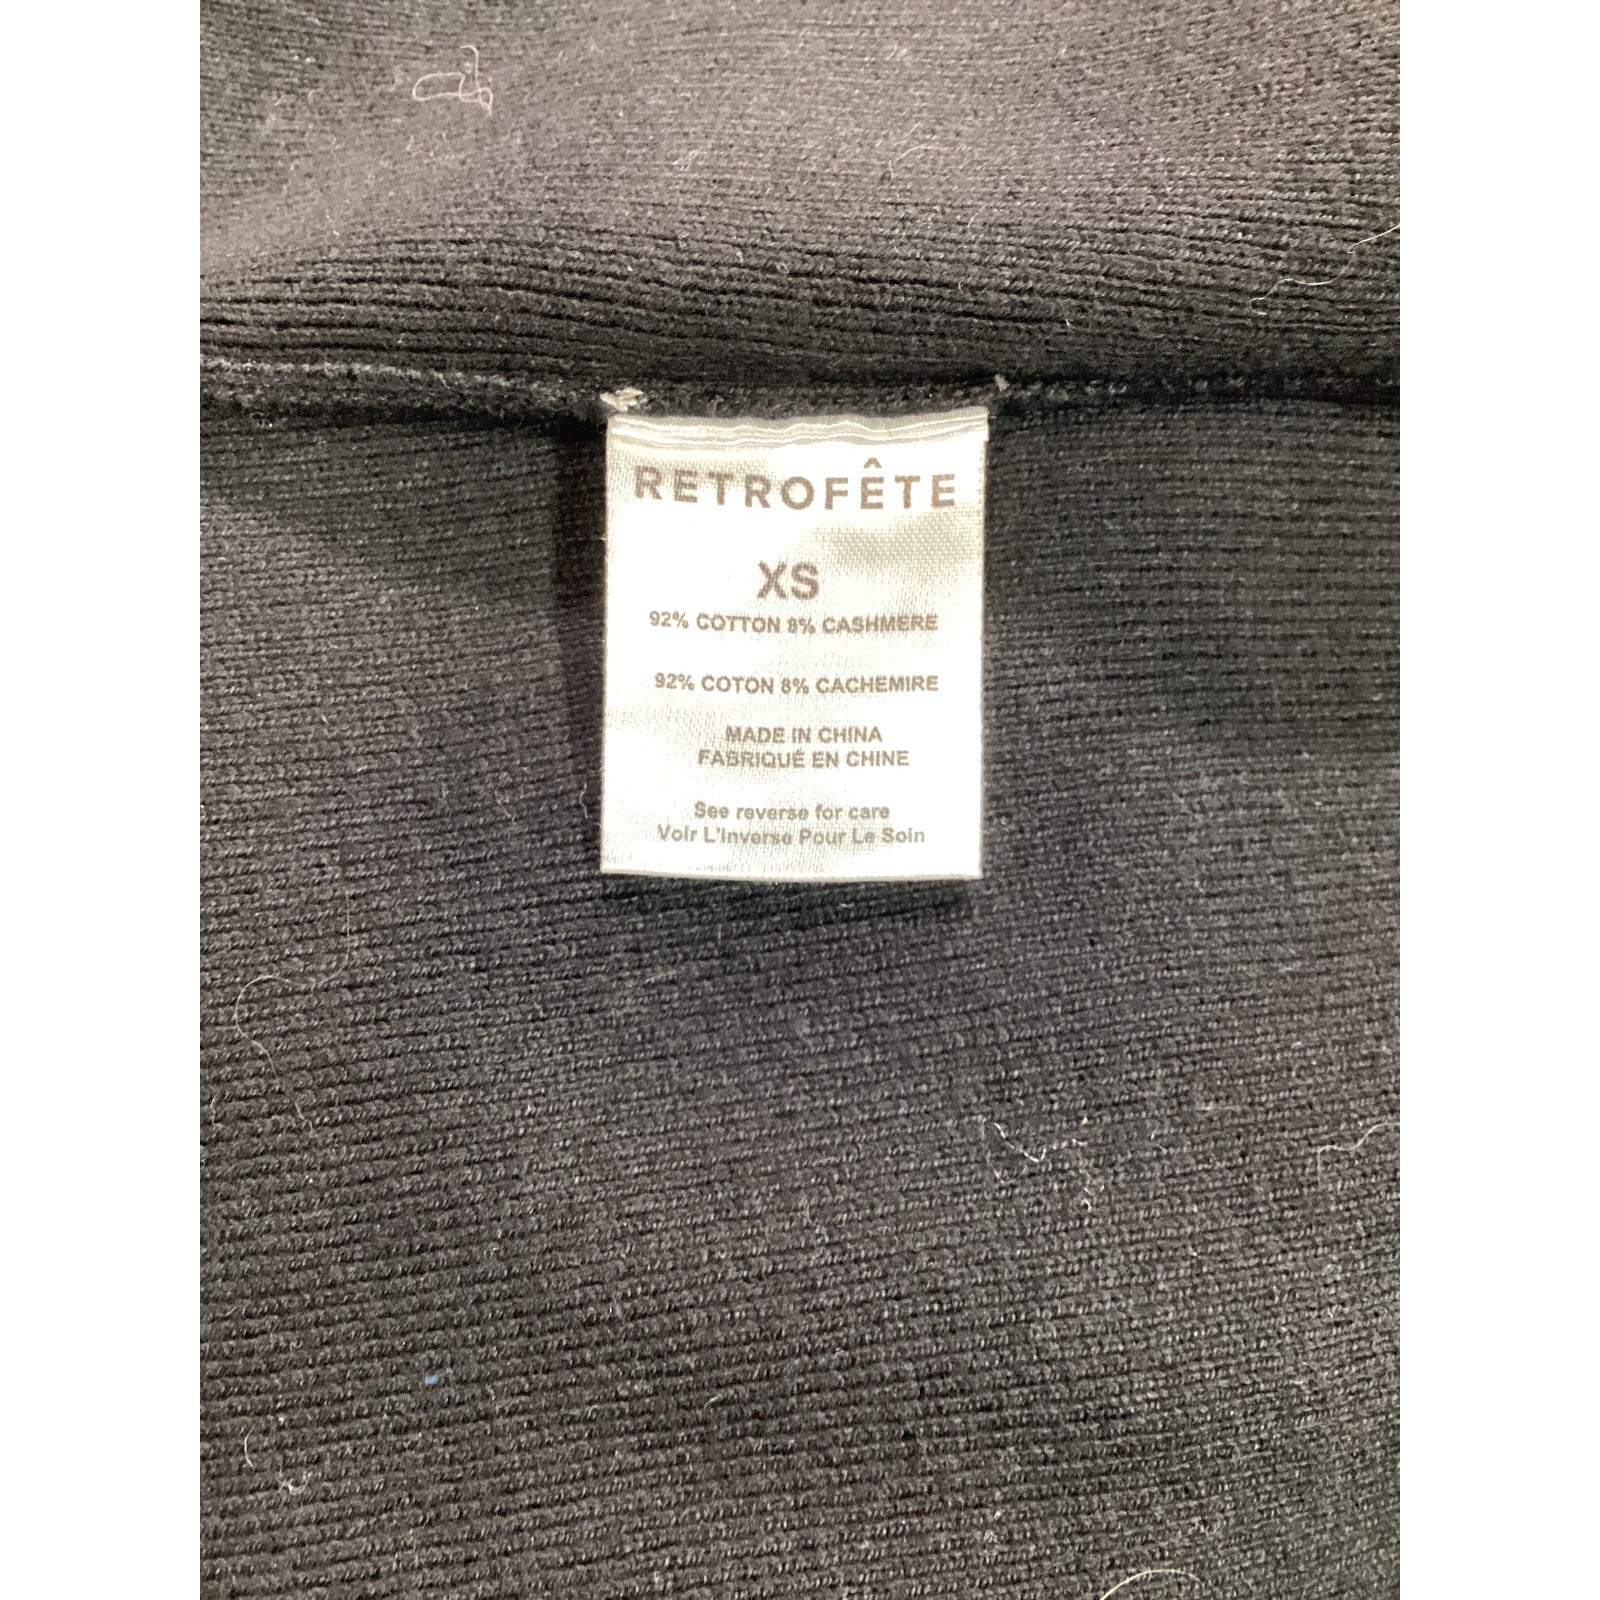 RETROFÊTE
XS
92% COTTON 8% CASHMERE
92% COTON 8% CACHEMIRE
MADE IN CHINA
FABRIQUÉ EN CHINE
See reverse for care
Voir L'Inverse Pour Le Soin